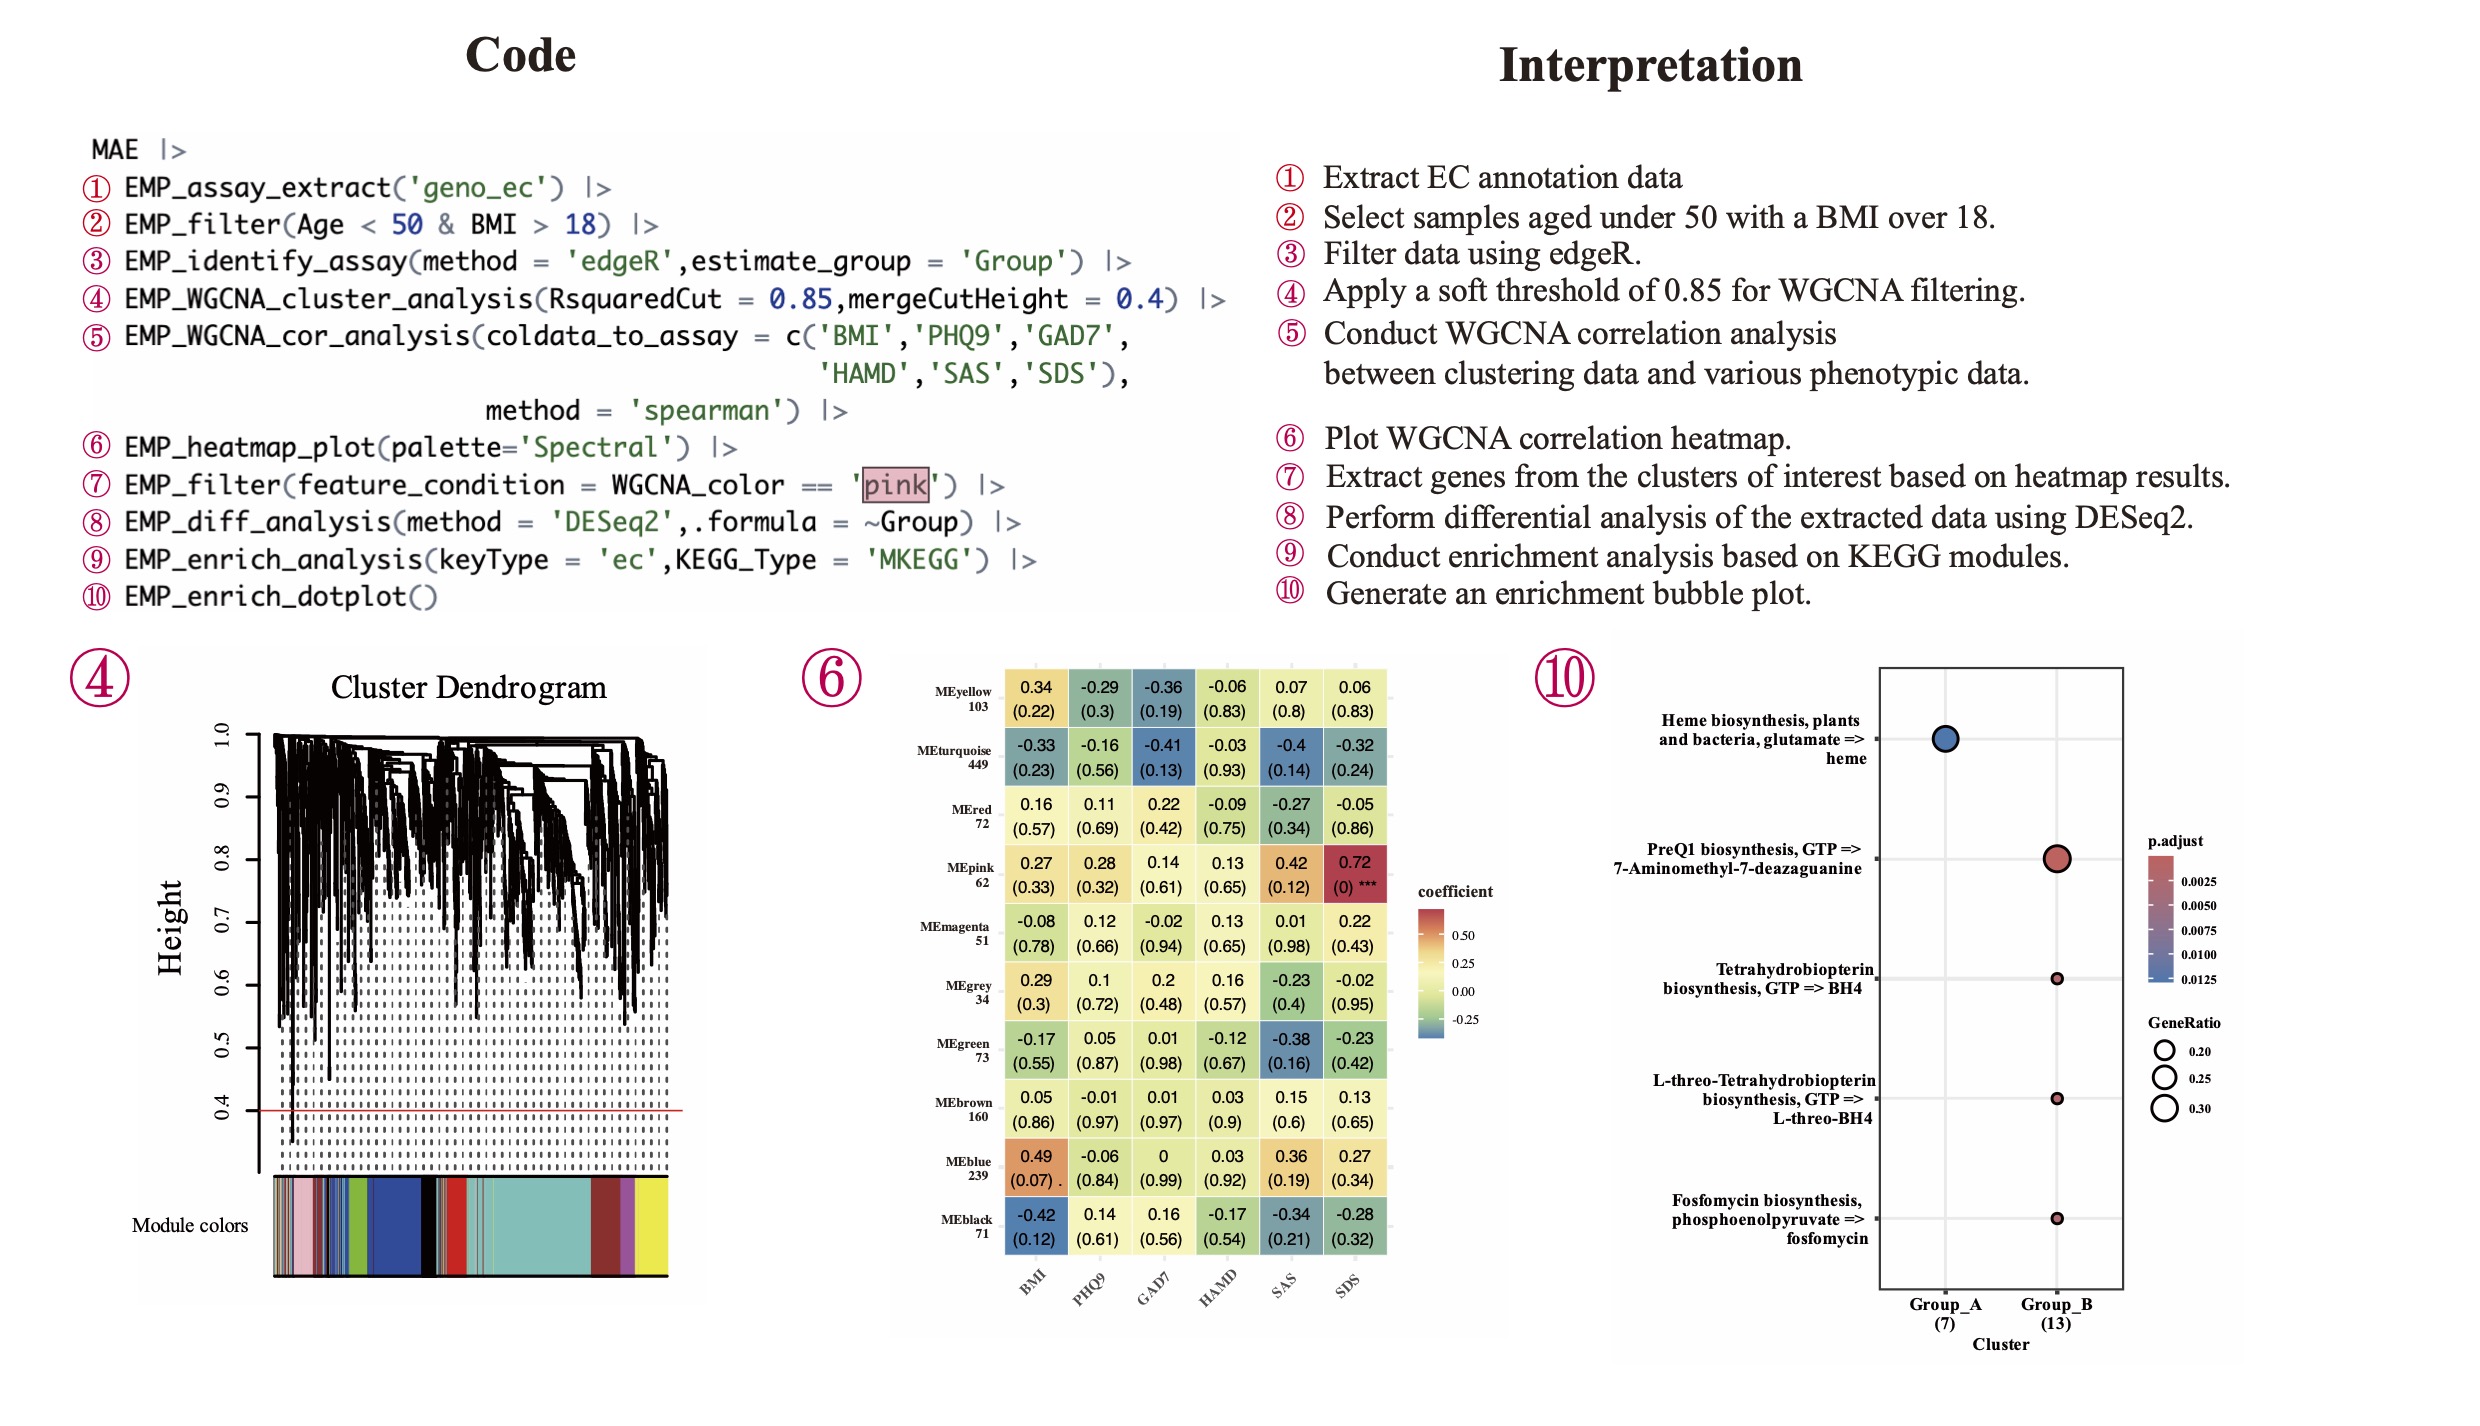 Code
MAE |>
① EMP_assay_extract('geno_ec') |>
② EMP_filter(Age < 50 & BMI > 18) |>
③ EMP_identify_assay(method = 'edgeR',estimate_group = 'Group') |>
④ EMP_WGCNA_cluster_analysis(RsquaredCut = 0.85,mergeCutHeight = 0.4) |>
⑤ EMP_WGCNA_cor_analysis(coldata_to_assay = c('BMI','PHQ9','GAD7',
'HAMD','SAS','SDS'),
method = 'spearman') |>
⑥ EMP_heatmap_plot(palette='Spectral') |>
⑦ EMP_filter(feature_condition = WGCNA_color == 'pink') |>
⑧ EMP_diff_analysis(method = 'DESeq2',.formula = ~Group) |>
⑨ EMP_enrich_analysis(keyType = 'ec',KEGG_Type = 'MKEGG') |>
⑩ EMP_enrich_dotplot()
Interpretation
① Extract EC annotation data
② Select samples aged under 50 with a BMI over 18.
③ Filter data using edgeR.
④ Apply a soft threshold of 0.85 for WGCNA filtering.
⑤ Conduct WGCNA correlation analysis
between clustering data and various phenotypic data.
⑥ Plot WGCNA correlation heatmap.
⑦ Extract genes from the clusters of interest based on heatmap results.
⑧ Perform differential analysis of the extracted data using DESeq2.
⑨ Conduct enrichment analysis based on KEGG modules.
⑩ Generate an enrichment bubble plot.
④
Cluster Dendrogram
Height
1.0
0.9
0.8
0.7
0.6
0.5
0.4
Module colors
⑥
MEyellow 0.34 -0.29 -0.36 -0.06 0.07 0.06
103 (0.22) (0.3) (0.19) (0.83) (0.8) (0.83)
MEturquoise -0.33 -0.16 -0.41 -0.03 -0.4 -0.32
449 (0.23) (0.56) (0.13) (0.93) (0.14) (0.24)
MEred 0.16 0.11 0.22 -0.09 -0.27 -0.05
72 (0.57) (0.69) (0.42) (0.75) (0.34) (0.86)
MEpink 0.27 0.28 0.14 0.13 0.42 0.72
62 (0.33) (0.32) (0.61) (0.65) (0.12) (0) ***
MEmagenta -0.08 0.12 -0.02 0.13 0.01 0.22
51 (0.78) (0.66) (0.94) (0.65) (0.98) (0.43)
MEgrey 0.29 0.1 0.2 0.16 -0.23 -0.02
34 (0.3) (0.72) (0.48) (0.57) (0.4) (0.95)
MEgreen -0.17 0.05 0.01 -0.12 -0.38 -0.23
73 (0.55) (0.87) (0.98) (0.67) (0.16) (0.42)
MEbrown 0.05 -0.01 0.01 0.03 0.15 0.13
160 (0.86) (0.97) (0.97) (0.9) (0.6) (0.65)
MEblue 0.49 -0.06 0 0.03 0.36 0.27
239 (0.07) . (0.84) (0.99) (0.92) (0.19) (0.34)
MEblack -0.42 0.14 0.16 -0.17 -0.34 -0.28
71 (0.12) (0.61) (0.56) (0.54) (0.21) (0.32)
BMI PHQ9 GAD7 HAMD SAS SDS
coefficient
0.50
0.25
0.00
-0.25
⑩
Heme biosynthesis, plants
and bacteria, glutamate =>
heme
PreQ1 biosynthesis, GTP =>
7-Aminomethyl-7-deazaguanine
Tetrahydrobiopterin
biosynthesis, GTP => BH4
L-threo-Tetrahydrobiopterin
biosynthesis, GTP =>
L-threo-BH4
Fosfomycin biosynthesis,
phosphoenolpyruvate =>
fosfomycin
Group_A Group_B
(7) (13)
Cluster
p.adjust
0.0025
0.0050
0.0075
0.0100
0.0125
GeneRatio
0.20
0.25
0.30